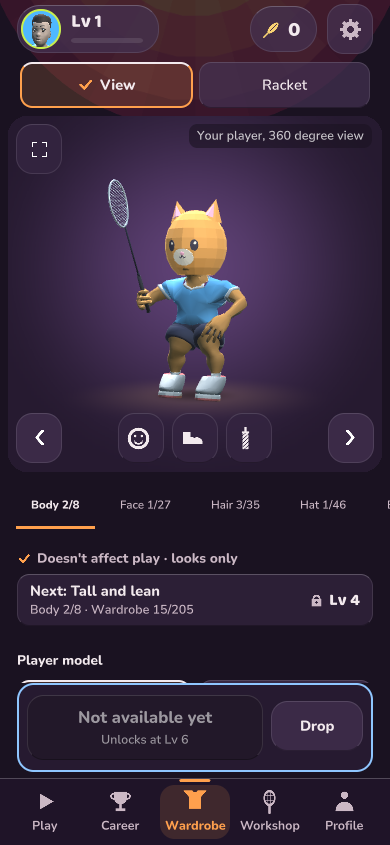 Lv 1
0
View
Racket
Your player, 360 degree view
Body 2/8
Face 1/27
Hair 3/35
Hat 1/46
Doesn't affect play · looks only
Next: Tall and lean
Body 2/8 · Wardrobe 15/205
Lv 4
Player model
Not available yet
Unlocks at Lv 6
Drop
Play
Career
Wardrobe
Workshop
Profile